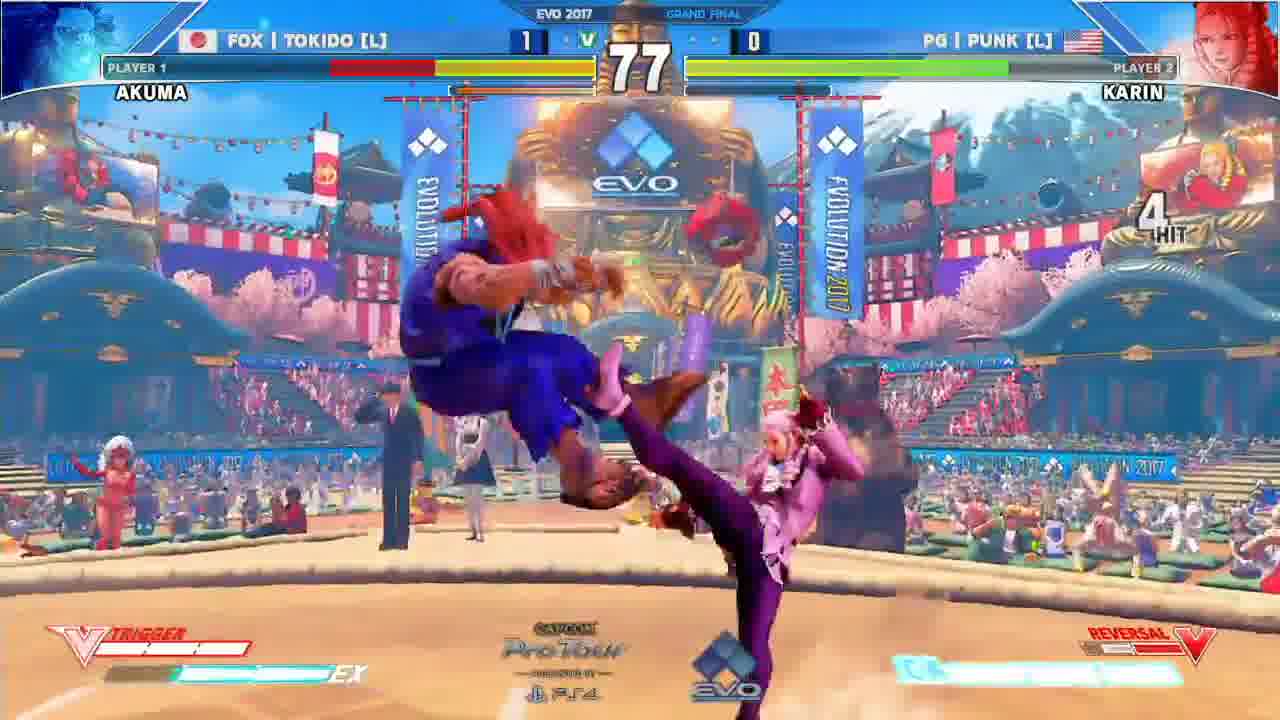 EVO 2017
GRAND FINAL
FOX | TOKIDO [L]
1
V
77
0
PG | PUNK [L]
PLAYER 1
PLAYER 2
AKUMA
KARIN
EVO
EVOLUTION 2017
4
HIT
V TRIGGER
EX
CAPCOM
Pro Tour
PS4
EVO
REVERSAL V